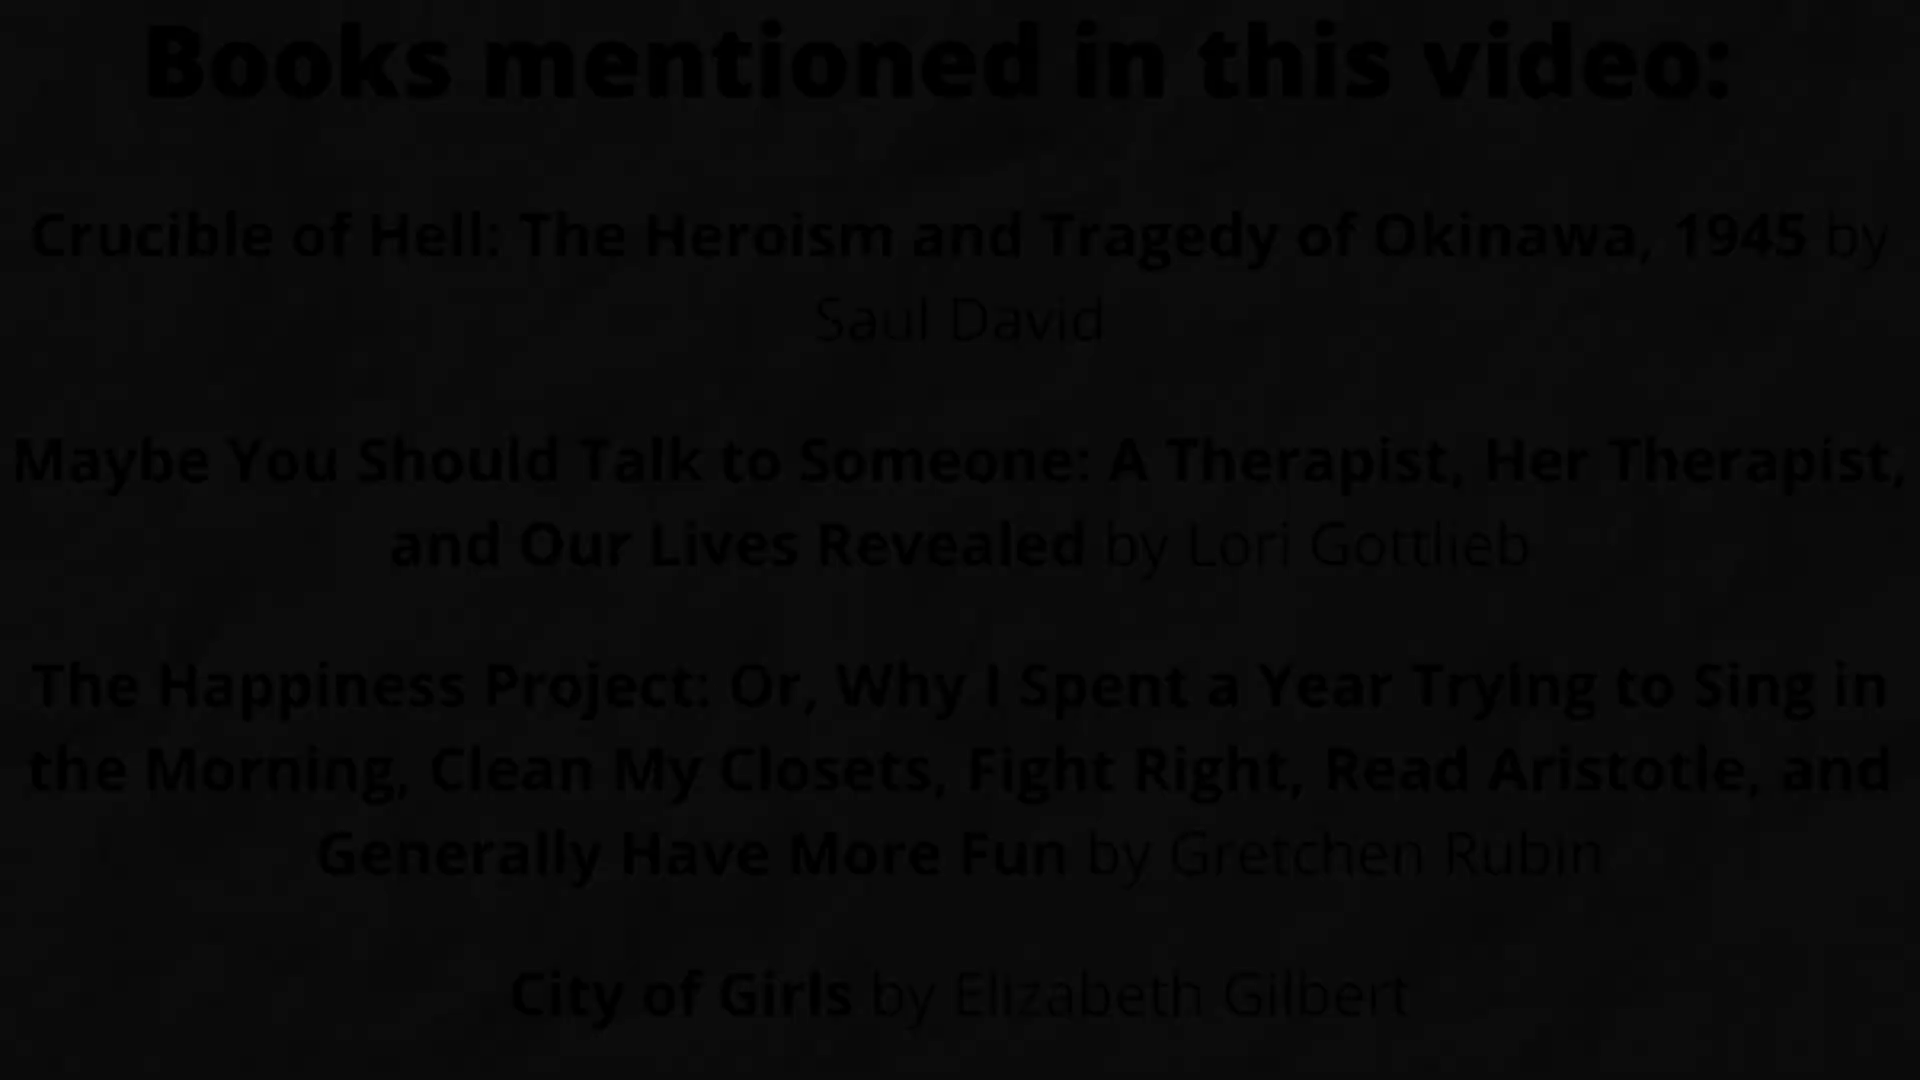 Books mentioned in this video:
Crucible of Hell: The Heroism and Tragedy of Okinawa, 1945 by
Saul David
Maybe You Should Talk to Someone: A Therapist, Her Therapist,
and Our Lives Revealed by Lori Gottlieb
The Happiness Project: Or, Why I Spent a Year Trying to Sing in
the Morning, Clean My Closets, Fight Right, Read Aristotle, and
Generally Have More Fun by Gretchen Rubin
City of Girls by Elizabeth Gilbert